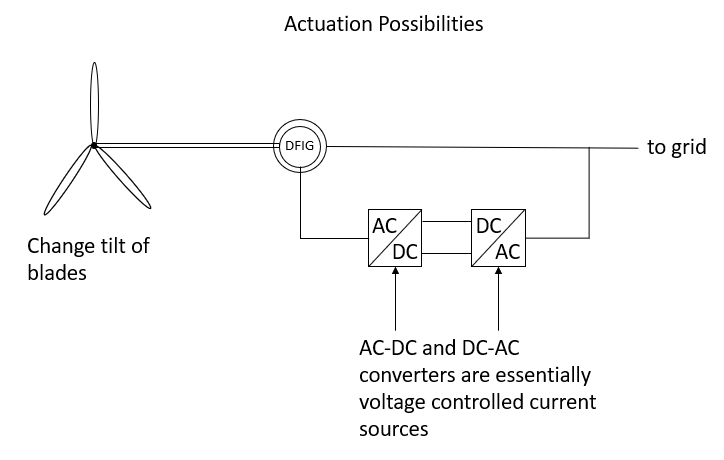 Actuation Possibilities
DFIG
to grid
AC
DC
DC
AC
Change tilt of
blades
AC-DC and DC-AC
converters are essentially
voltage controlled current
sources